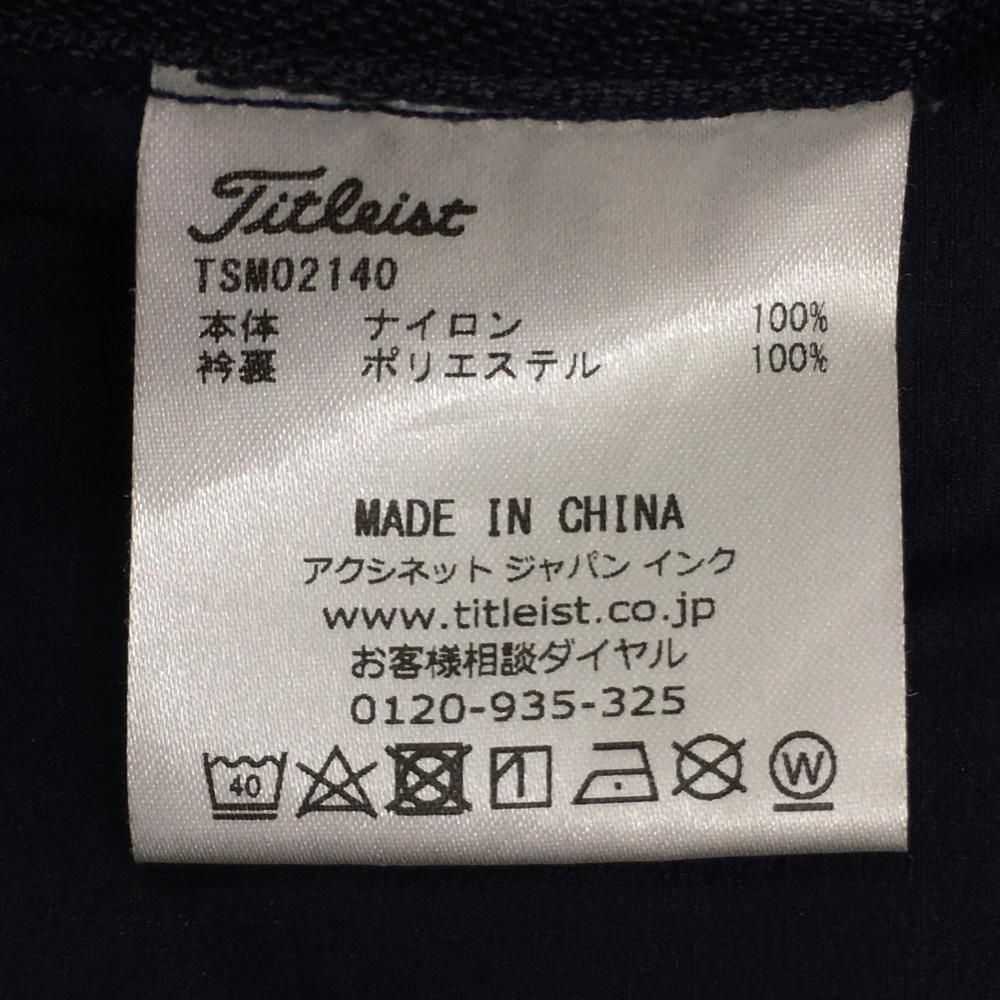 Titleist
TSMO2140
本体 ナイロン 100%
衿裏 ポリエステル 100%
MADE IN CHINA
アクシネット ジャパン インク
www.titleist.co.jp
お客様相談ダイヤル
0120-935-325
40 W